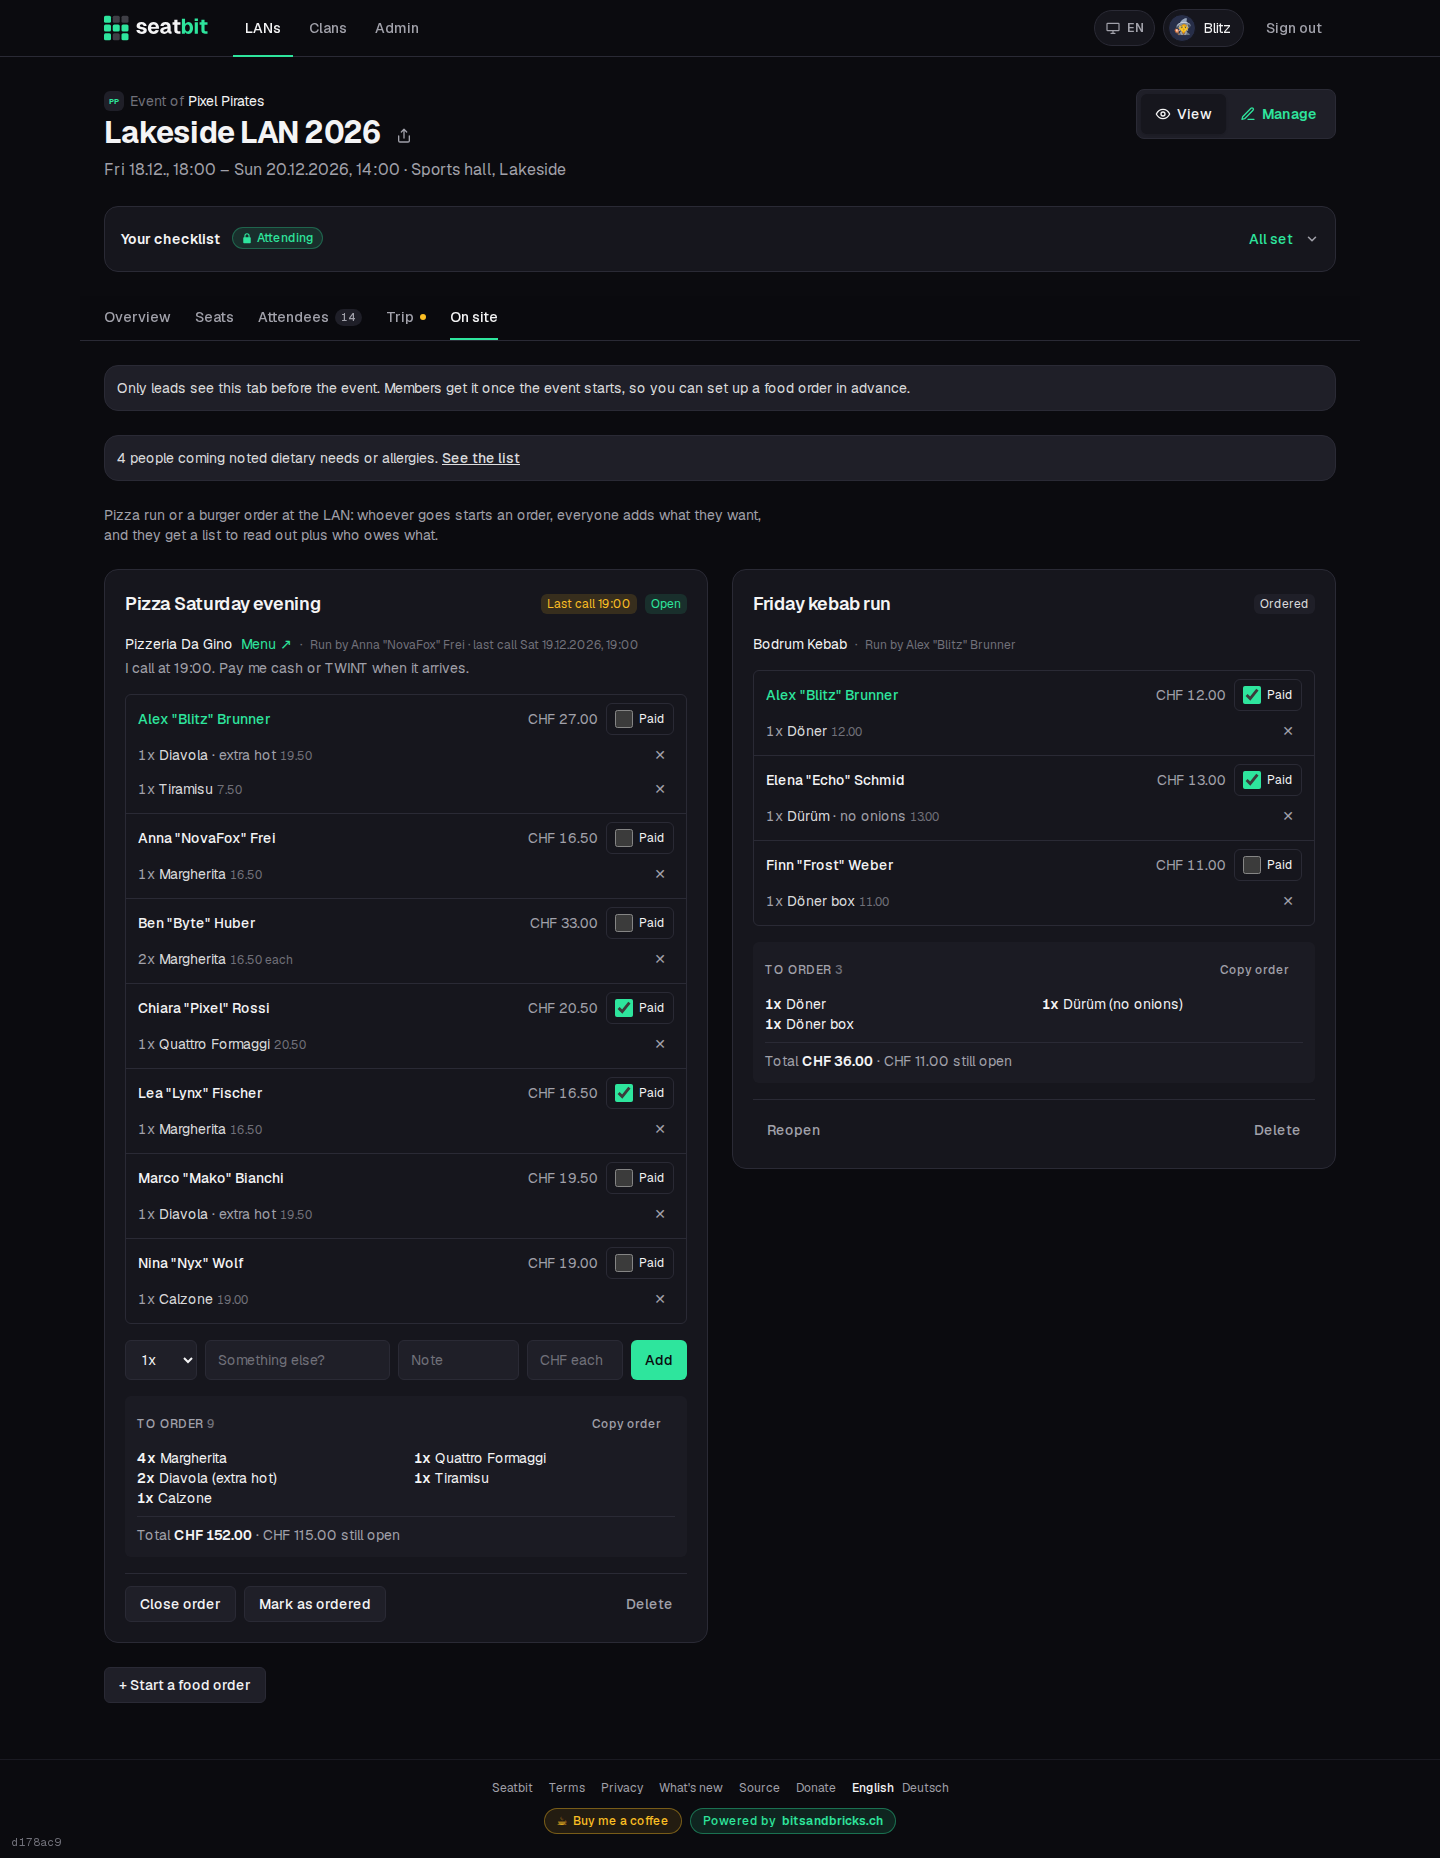 seatbit LANs Clans Admin EN Blitz Sign out
PP Event of Pixel Pirates
Lakeside LAN 2026
View Manage
Fri 18.12., 18:00 – Sun 20.12.2026, 14:00 · Sports hall, Lakeside
Your checklist Attending All set
Overview Seats Attendees 14 Trip On site
Only leads see this tab before the event. Members get it once the event starts, so you can set up a food order in advance.
4 people coming noted dietary needs or allergies. See the list
Pizza run or a burger order at the LAN: whoever goes starts an order, everyone adds what they want,
and they get a list to read out plus who owes what.
Pizza Saturday evening Last call 19:00 Open
Pizzeria Da Gino Menu ↗ · Run by Anna "NovaFox" Frei · last call Sat 19.12.2026, 19:00
I call at 19:00. Pay me cash or TWINT when it arrives.
Alex "Blitz" Brunner CHF 27.00 Paid
1x Diavola · extra hot 19.50 ×
1x Tiramisu 7.50 ×
Anna "NovaFox" Frei CHF 16.50 Paid
1x Margherita 16.50 ×
Ben "Byte" Huber CHF 33.00 Paid
2x Margherita 16.50 each ×
Chiara "Pixel" Rossi CHF 20.50 Paid
1x Quattro Formaggi 20.50 ×
Lea "Lynx" Fischer CHF 16.50 Paid
1x Margherita 16.50 ×
Marco "Mako" Bianchi CHF 19.50 Paid
1x Diavola · extra hot 19.50 ×
Nina "Nyx" Wolf CHF 19.00 Paid
1x Calzone 19.00 ×
1x Something else? Note CHF each Add
TO ORDER 9 Copy order
4x Margherita 1x Quattro Formaggi
2x Diavola (extra hot) 1x Tiramisu
1x Calzone
Total CHF 152.00 · CHF 115.00 still open
Close order Mark as ordered Delete
Friday kebab run Ordered
Bodrum Kebab · Run by Alex "Blitz" Brunner
Alex "Blitz" Brunner CHF 12.00 Paid
1x Döner 12.00 ×
Elena "Echo" Schmid CHF 13.00 Paid
1x Dürüm · no onions 13.00 ×
Finn "Frost" Weber CHF 11.00 Paid
1x Döner box 11.00 ×
TO ORDER 3 Copy order
1x Döner 1x Dürüm (no onions)
1x Döner box
Total CHF 36.00 · CHF 11.00 still open
Reopen Delete
+ Start a food order
Seatbit Terms Privacy What's new Source Donate English Deutsch
Buy me a coffee Powered by bitsandbricks.ch
d178ac9